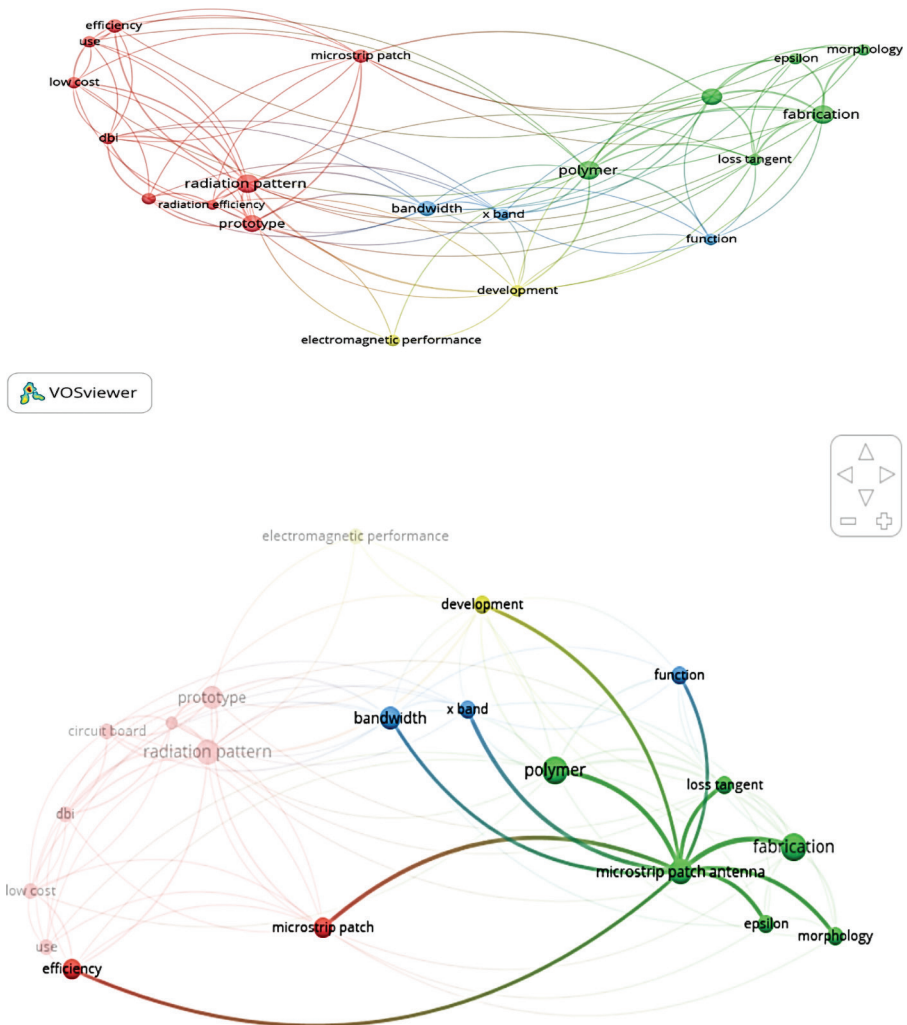 efficiency
use
microstrip patch
low cost
morphology
epsilon
fabrication
dbi
loss tangent
polymer
radiation pattern
radiation efficiency
bandwidth
x band
prototype
function
development
electromagnetic performance
VOSviewer
electromagnetic performance
development
function
prototype
x band
bandwidth
circuit board
radiation pattern
polymer
loss tangent
dbi
fabrication
microstrip patch antenna
low cost
epsilon
microstrip patch
morphology
use
efficiency